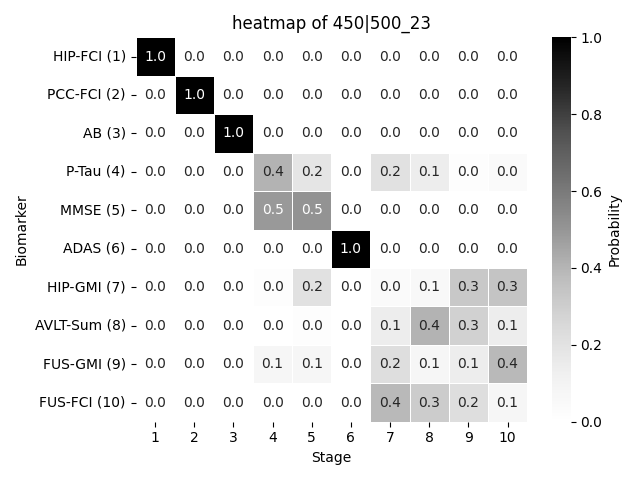 heatmap of 450|500_23
HIP-FCI (1) 1.0 0.0 0.0 0.0 0.0 0.0 0.0 0.0 0.0 0.0
PCC-FCI (2) 0.0 1.0 0.0 0.0 0.0 0.0 0.0 0.0 0.0 0.0
AB (3) 0.0 0.0 1.0 0.0 0.0 0.0 0.0 0.0 0.0 0.0
P-Tau (4) 0.0 0.0 0.0 0.4 0.2 0.0 0.2 0.1 0.0 0.0
MMSE (5) 0.0 0.0 0.0 0.5 0.5 0.0 0.0 0.0 0.0 0.0
ADAS (6) 0.0 0.0 0.0 0.0 0.0 1.0 0.0 0.0 0.0 0.0
HIP-GMI (7) 0.0 0.0 0.0 0.0 0.2 0.0 0.0 0.1 0.3 0.3
AVLT-Sum (8) 0.0 0.0 0.0 0.0 0.0 0.0 0.1 0.4 0.3 0.1
FUS-GMI (9) 0.0 0.0 0.0 0.1 0.1 0.0 0.2 0.1 0.1 0.4
FUS-FCI (10) 0.0 0.0 0.0 0.0 0.0 0.0 0.4 0.3 0.2 0.1
1 2 3 4 5 6 7 8 9 10
Stage
Biomarker
1.0
0.8
0.6
0.4
0.2
0.0
Probability